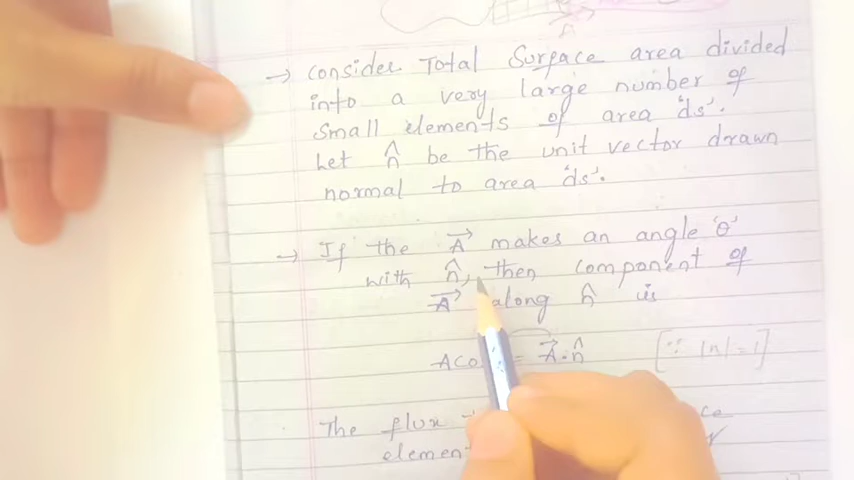 → Consider Total Surface area divided
into a very large number of
small elements of area 'ds'.
Let n̂ be the unit vector drawn
normal to area 'ds'.
→ If the A⃗ makes an angle 'θ'
with n̂, then component of
A⃗ along n̂ is
= A⃗.n̂ [∵ |n| = 1]
The flux